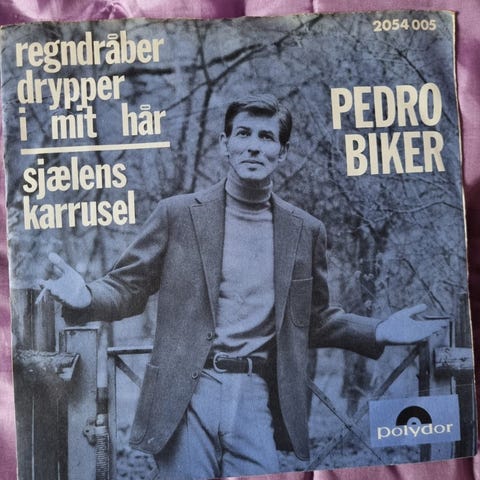 2054 005
regndråber
drypper
i mit hår
sjælens
karrusel
PEDRO
BIKER
polydor